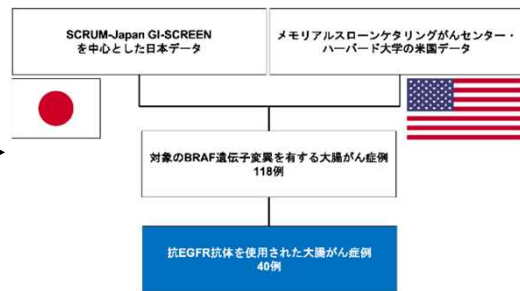 SCRUM-Japan GI-SCREEN
を中心とした日本データ
メモリアルスローンケタリングがんセンター・
ハーバード大学の米国データ
対象のBRAF遺伝子変異を有する大腸がん症例
118例
抗EGFR抗体を使用された大腸がん症例
40例